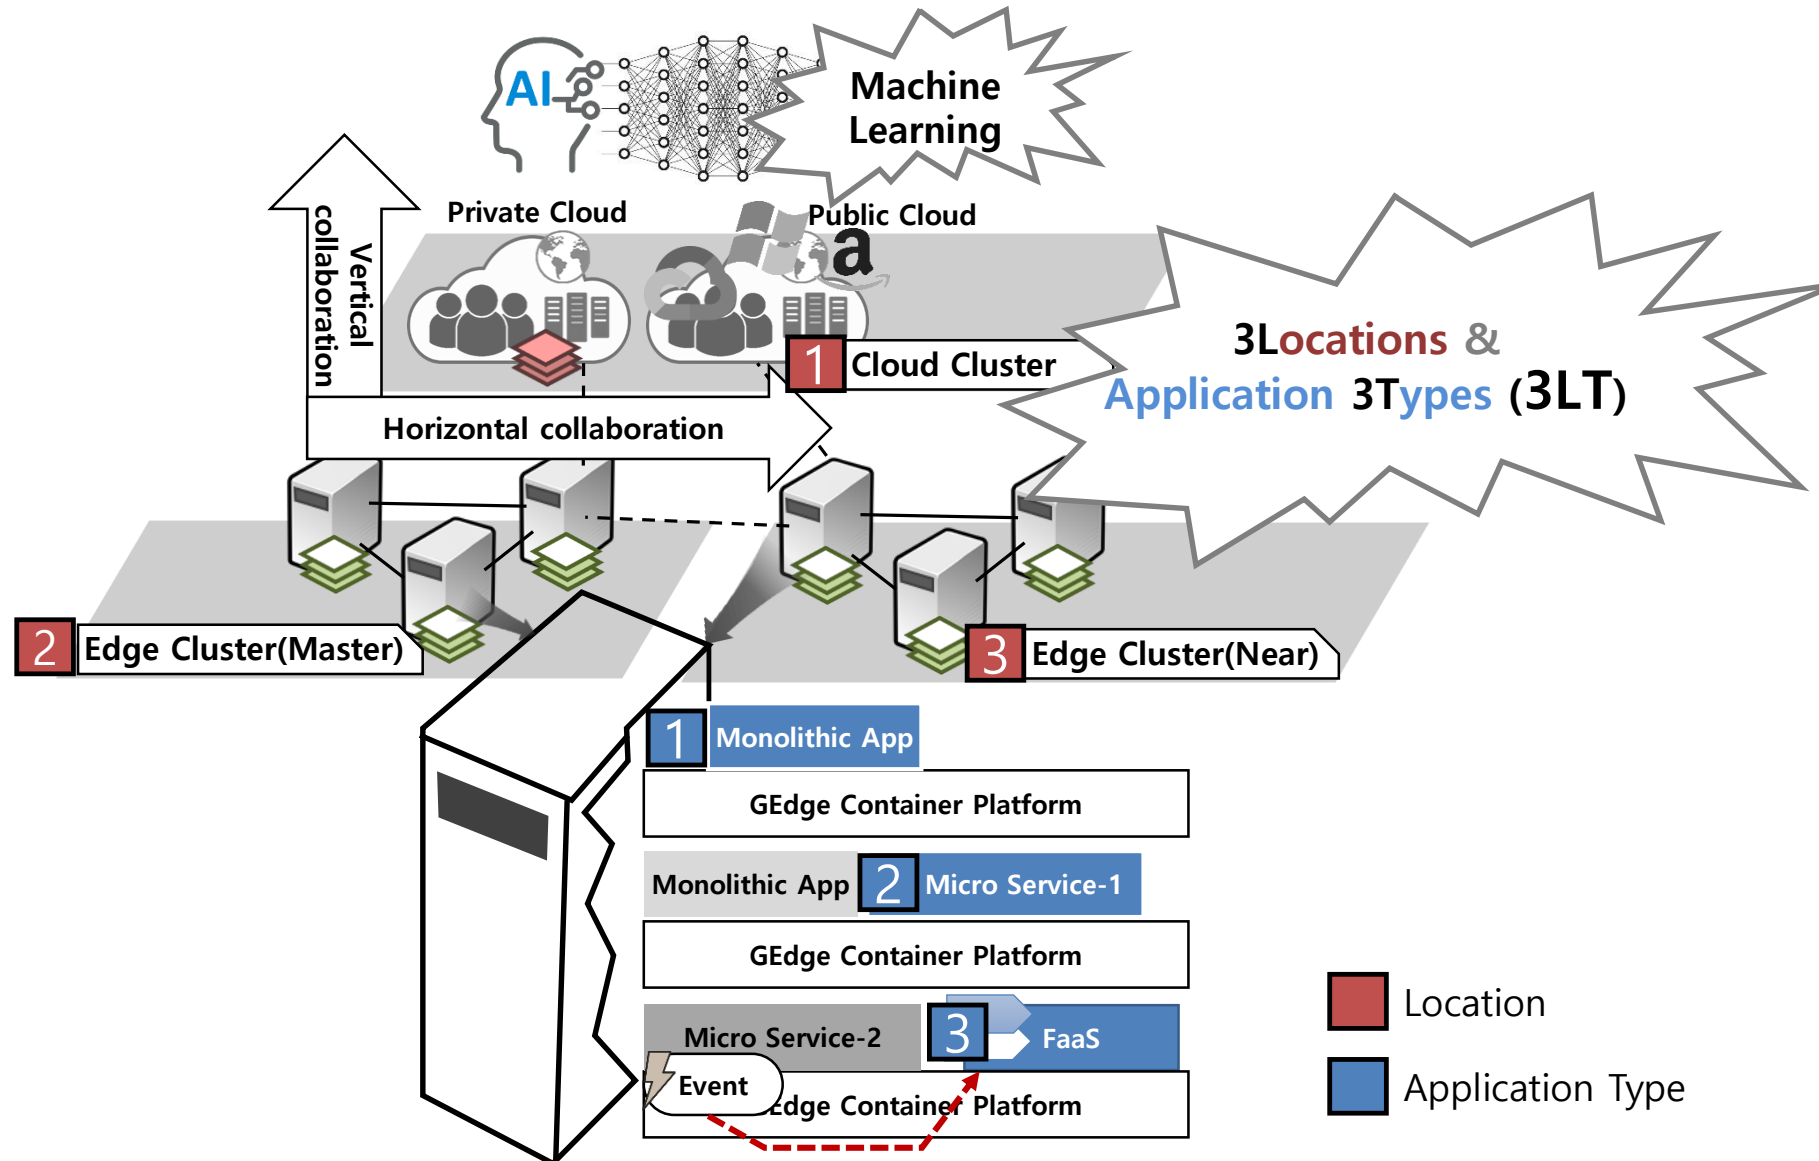 AI
Machine
Learning
Private Cloud
Public Cloud
a
Vertical
collaboration
1 Cloud Cluster
3Locations &
Application 3Types (3LT)
Horizontal collaboration
2 Edge Cluster(Master)
3 Edge Cluster(Near)
1 Monolithic App
GEdge Container Platform
Monolithic App
2 Micro Service-1
GEdge Container Platform
Micro Service-2
3 FaaS
Event
Edge Container Platform
Location
Application Type